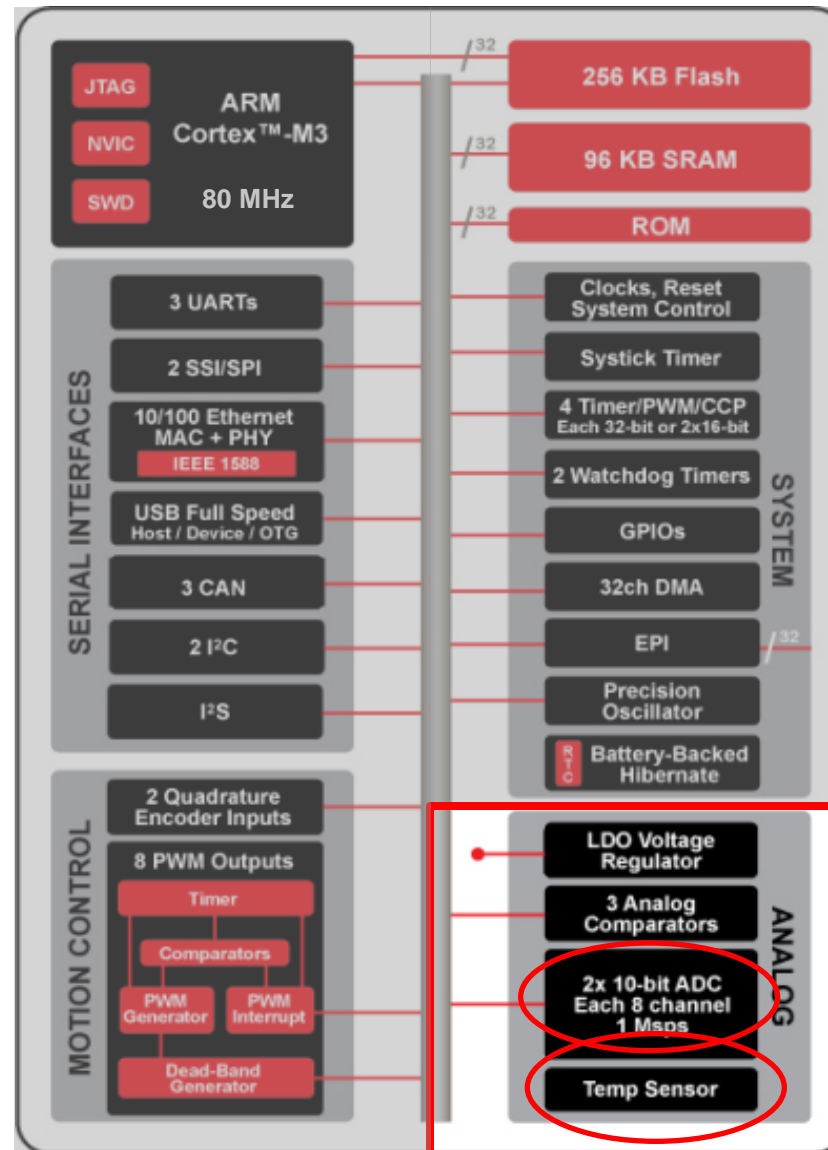 JTAG
NVIC
SWD
ARM
Cortex™-M3
80 MHz
32
256 KB Flash
32
96 KB SRAM
32
ROM
SERIAL INTERFACES
3 UARTs
2 SSI/SPI
10/100 Ethernet
MAC + PHY
IEEE 1588
USB Full Speed
Host / Device / OTG
3 CAN
2 I²C
I²S
SYSTEM
Clocks, Reset
System Control
Systick Timer
4 Timer/PWM/CCP
Each 32-bit or 2x16-bit
2 Watchdog Timers
GPIOs
32ch DMA
EPI
32
Precision
Oscillator
RTC
Battery-Backed
Hibernate
MOTION CONTROL
2 Quadrature
Encoder Inputs
8 PWM Outputs
Timer
Comparators
PWM
Generator
PWM
Interrupt
Dead-Band
Generator
ANALOG
LDO Voltage
Regulator
3 Analog
Comparators
2x 10-bit ADC
Each 8 channel
1 Msps
Temp Sensor